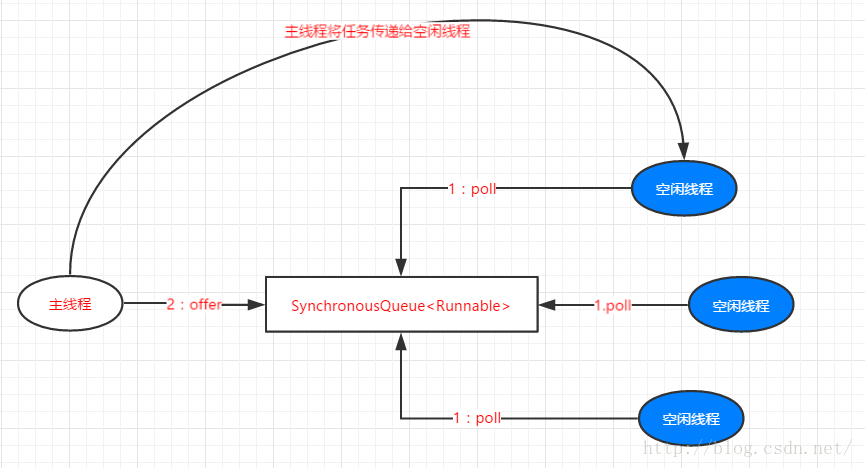 主线程将任务传递给空闲线程
1：poll
空闲线程
主线程
2：offer
SynchronousQueue<Runnable>
1.poll
空闲线程
1：poll
空闲线程
http://blog.csdn.net/